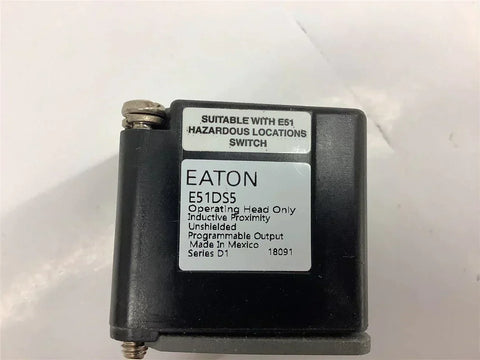 SUITABLE WITH E51
HAZARDOUS LOCATIONS
SWITCH
EATON
E51DS5
Operating Head Only
Inductive Proximity
Unshielded
Programmable Output
Made In Mexico
Series D1 18091